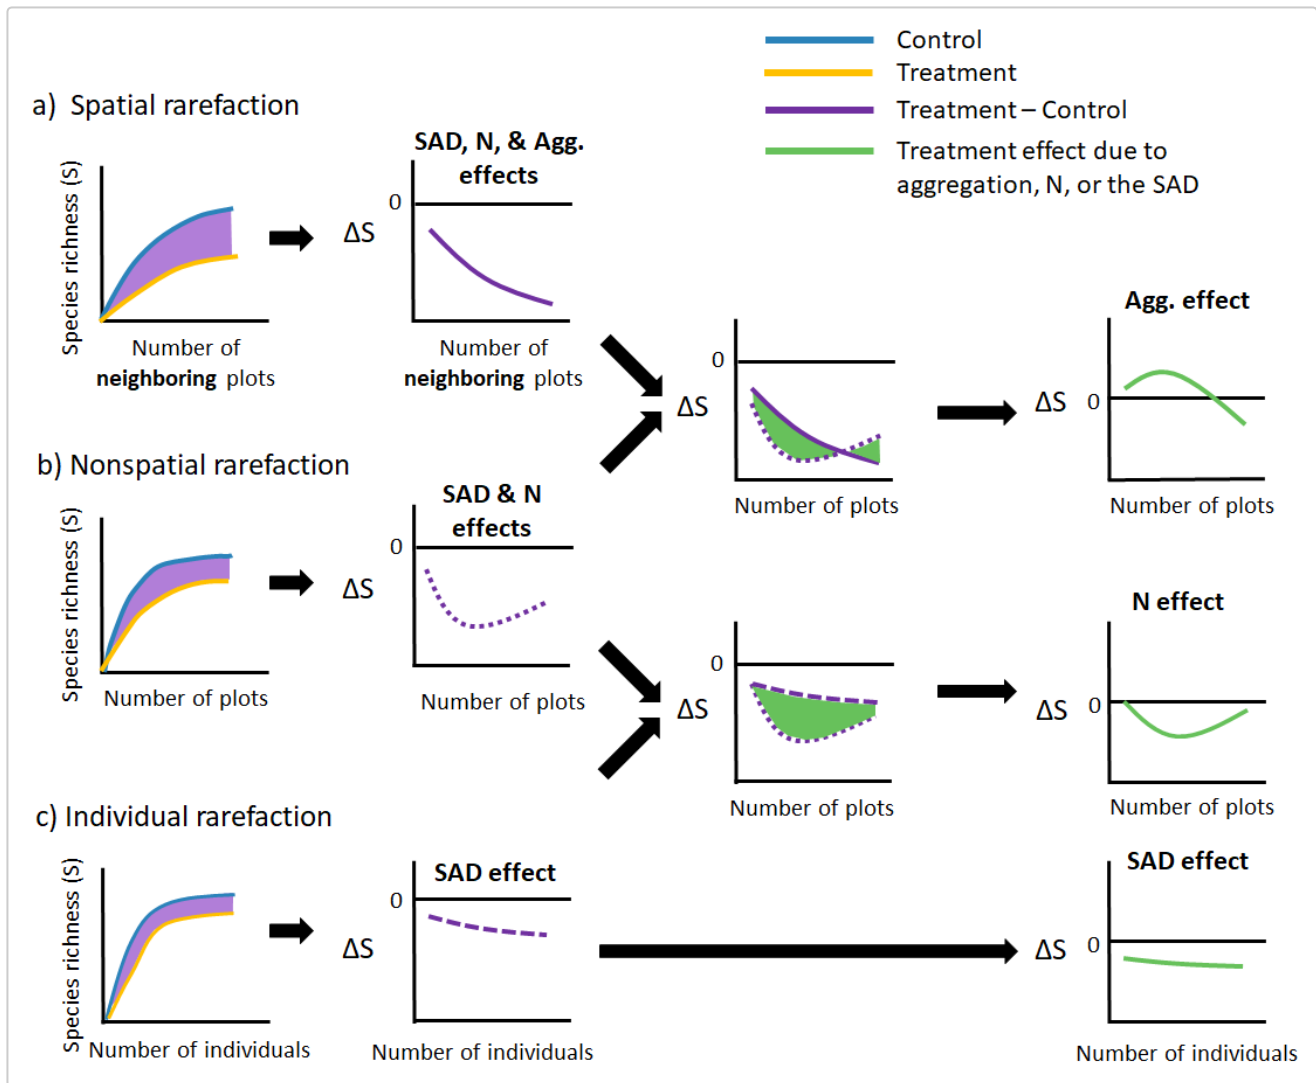 Control
Treatment
Treatment – Control
Treatment effect due to
aggregation, N, or the SAD
a) Spatial rarefaction
Species richness (S)
Number of
neighboring plots
SAD, N, & Agg.
effects
0
ΔS
Number of
neighboring plots
0
ΔS
Number of plots
Agg. effect
ΔS
0
Number of plots
b) Nonspatial rarefaction
Species richness (S)
Number of plots
SAD & N
effects
0
ΔS
Number of plots
0
ΔS
Number of plots
N effect
ΔS
0
Number of plots
c) Individual rarefaction
Species richness (S)
Number of individuals
SAD effect
0
ΔS
Number of individuals
SAD effect
ΔS
0
Number of individuals